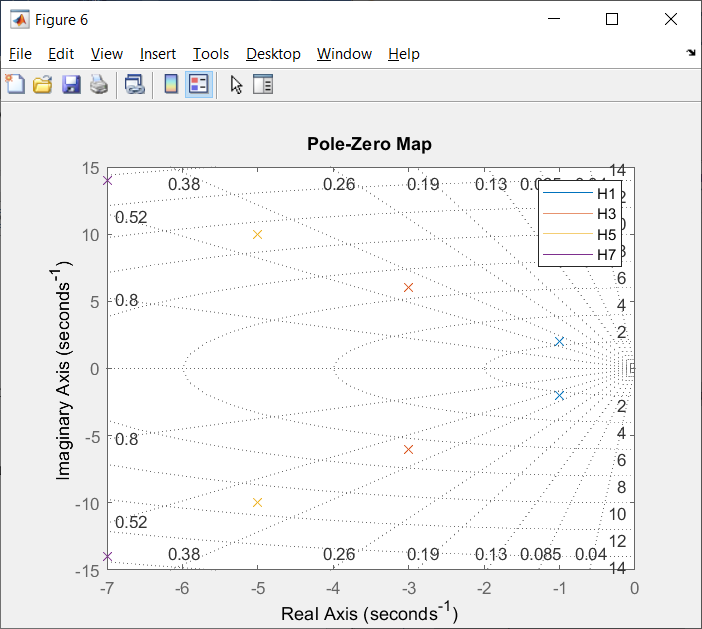 Figure 6
File Edit View Insert Tools Desktop Window Help
Pole-Zero Map
15
10
5
0
-5
-10
-15
-7 -6 -5 -4 -3 -2 -1 0
Imaginary Axis (seconds-1)
Real Axis (seconds-1)
0.38 0.26 0.19 0.13
14
0.52
0.8
6
4
2
H1
H3
H5
H7
2
4
0.8
6
8
10
0.52
12
0.38 0.26 0.19 0.13 0.085 0.04 14